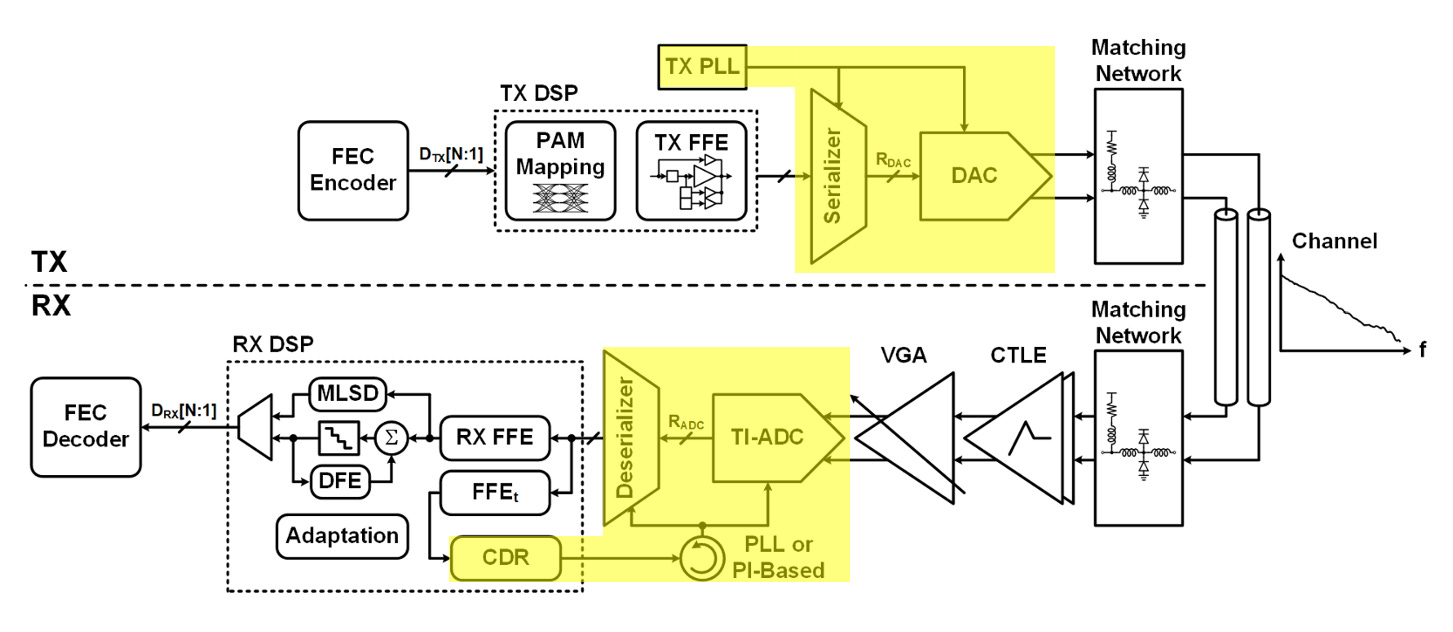 Matching
Network
TX PLL
TX DSP
FEC
Encoder
DTX[N:1]
PAM
Mapping
TX FFE
Serializer
RDAC
DAC
Channel
f
TX
RX
Matching
Network
RX DSP
VGA
CTLE
FEC
Decoder
DRX[N:1]
MLSD
Σ
DFE
RX FFE
FFEt
Adaptation
CDR
Deserializer
RADC
TI-ADC
PLL or
PI-Based